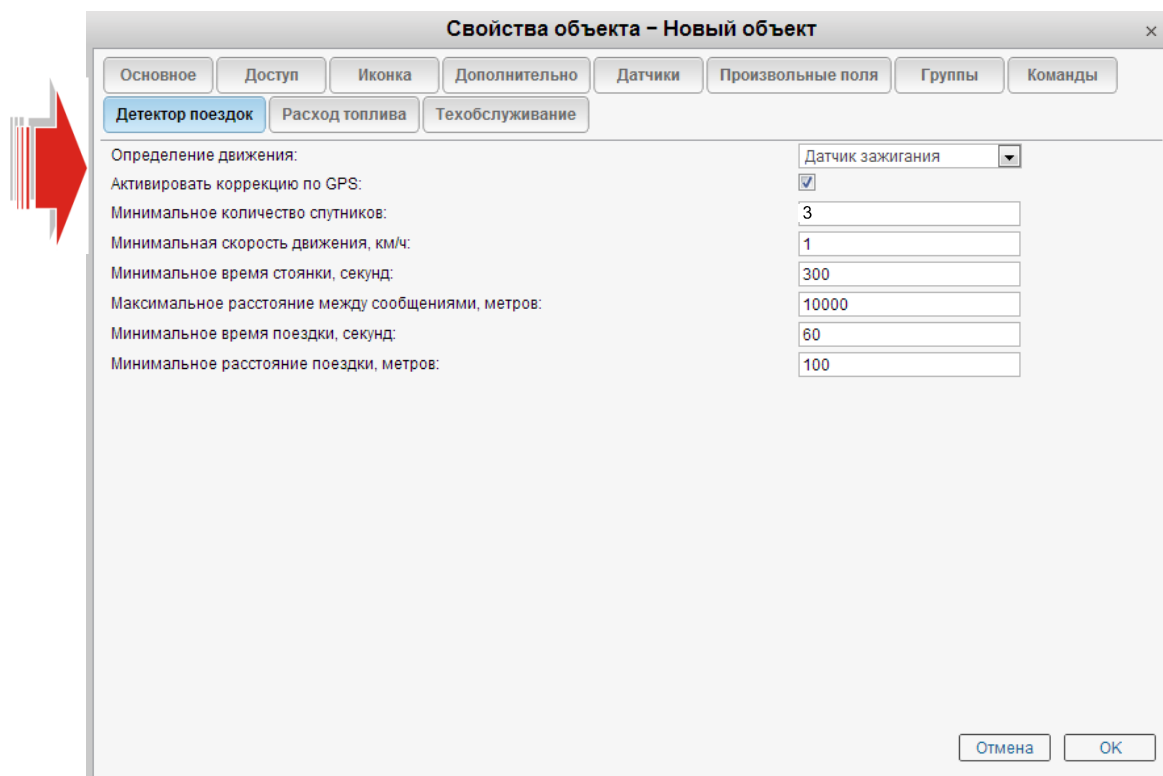 Свойства объекта – Новый объект ×
Основное Доступ Иконка Дополнительно Датчики Произвольные поля Группы Команды
Детектор поездок Расход топлива Техобслуживание
Определение движения: Датчик зажигания
Активировать коррекцию по GPS:
Минимальное количество спутников: 3
Минимальная скорость движения, км/ч: 1
Минимальное время стоянки, секунд: 300
Максимальное расстояние между сообщениями, метров: 10000
Минимальное время поездки, секунд: 60
Минимальное расстояние поездки, метров: 100
Отмена OK